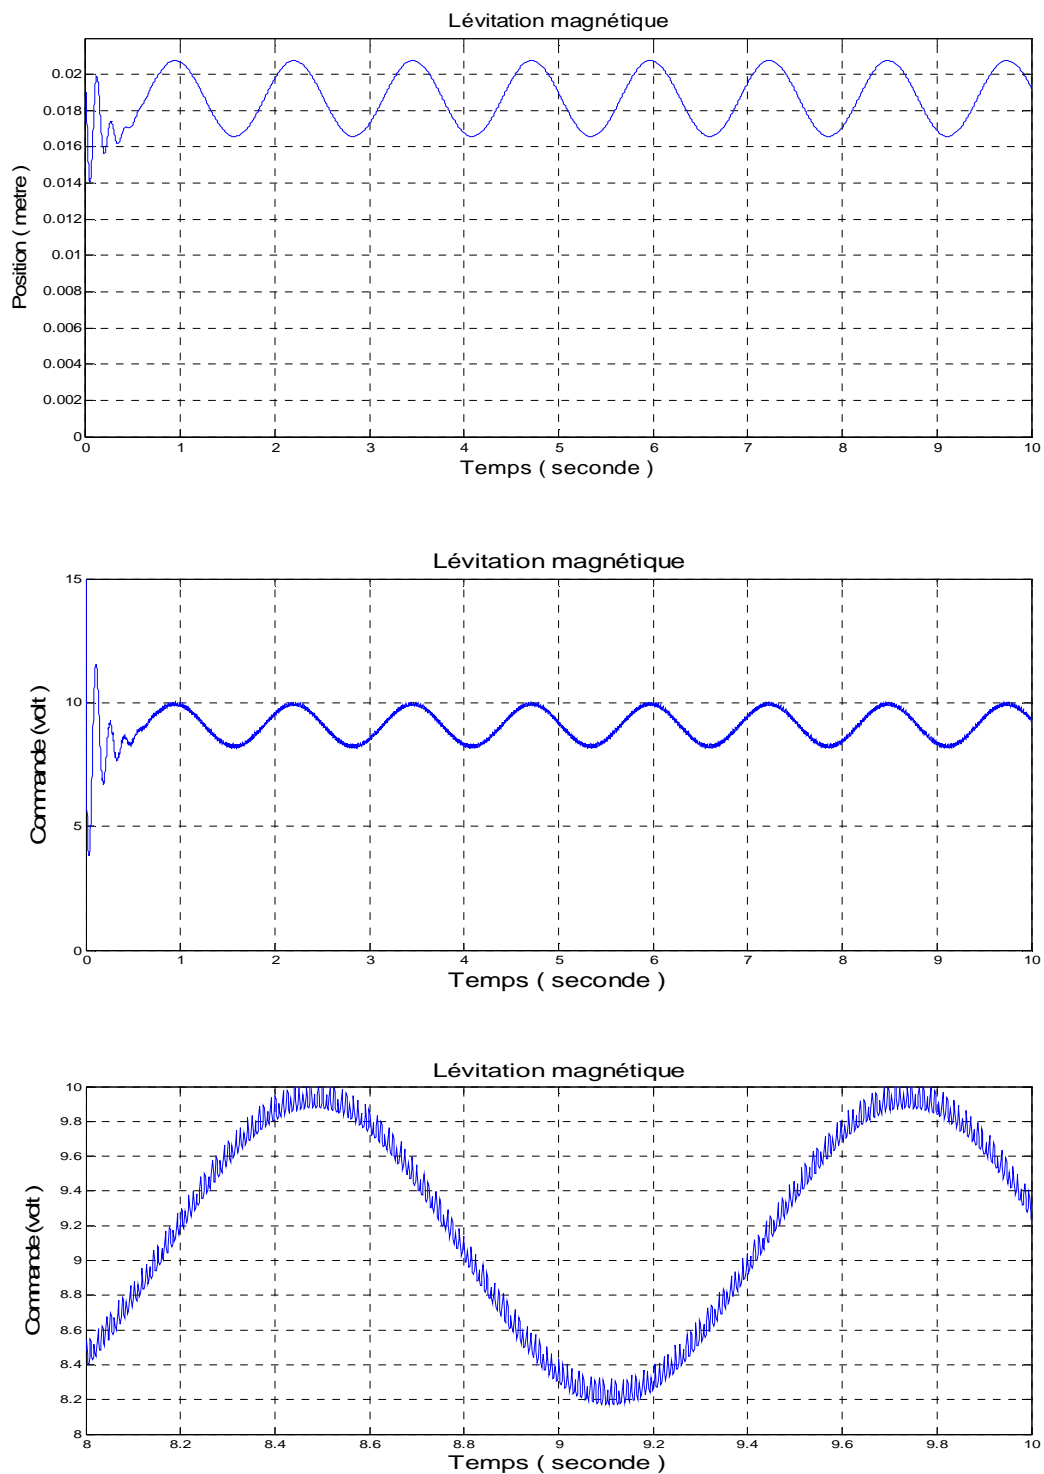 Lévitation magnétique
Position ( metre )
0.02
0.018
0.016
0.014
0.012
0.01
0.008
0.006
0.004
0.002
0
0 1 2 3 4 5 6 7 8 9 10
Temps ( seconde )
Lévitation magnétique
Commande (volt )
15
10
5
0
0 1 2 3 4 5 6 7 8 9 10
Temps ( seconde )
Lévitation magnétique
Commande (volt )
10
9.8
9.6
9.4
9.2
9
8.8
8.6
8.4
8.2
8
8 8.2 8.4 8.6 8.8 9 9.2 9.4 9.6 9.8 10
Temps ( seconde )